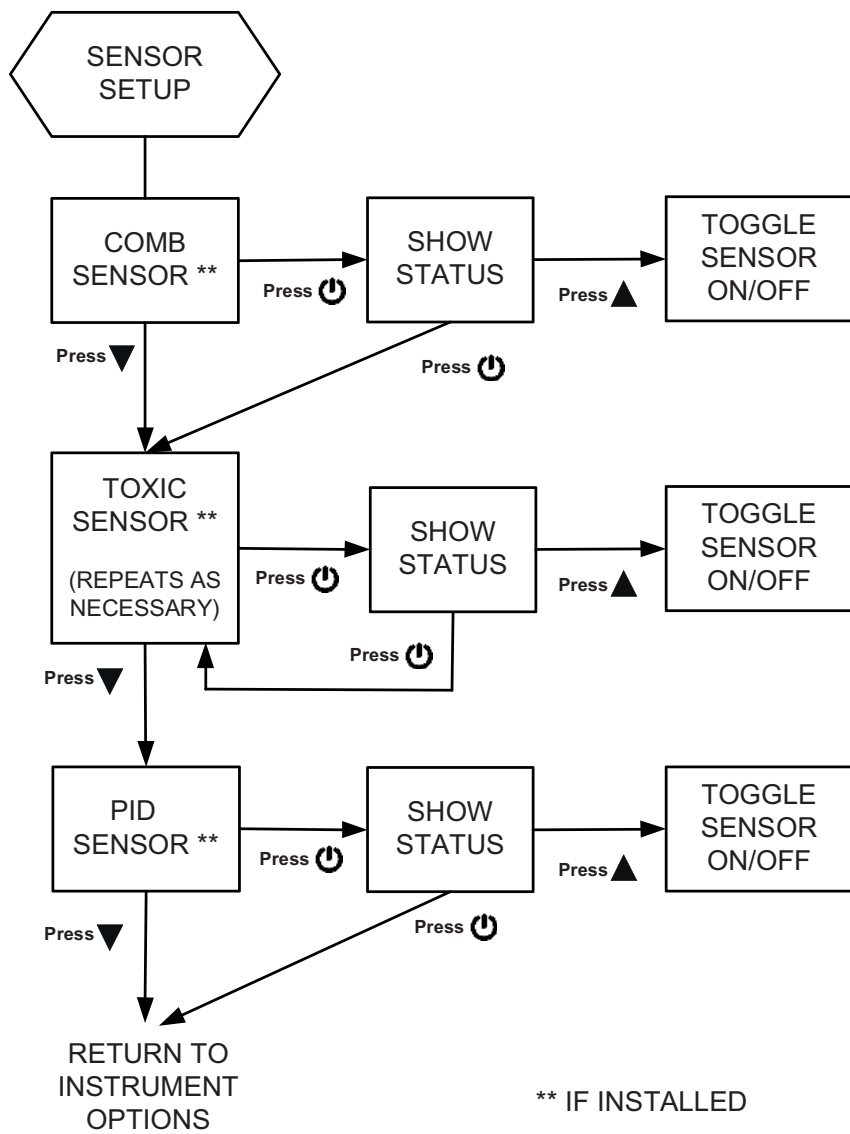 SENSOR
SETUP
COMB
SENSOR **
Press
SHOW
STATUS
Press
TOGGLE
SENSOR
ON/OFF
Press
Press
TOXIC
SENSOR **
(REPEATS AS
NECESSARY)
Press
SHOW
STATUS
Press
TOGGLE
SENSOR
ON/OFF
Press
Press
PID
SENSOR **
Press
SHOW
STATUS
Press
TOGGLE
SENSOR
ON/OFF
Press
Press
RETURN TO
INSTRUMENT
OPTIONS
** IF INSTALLED